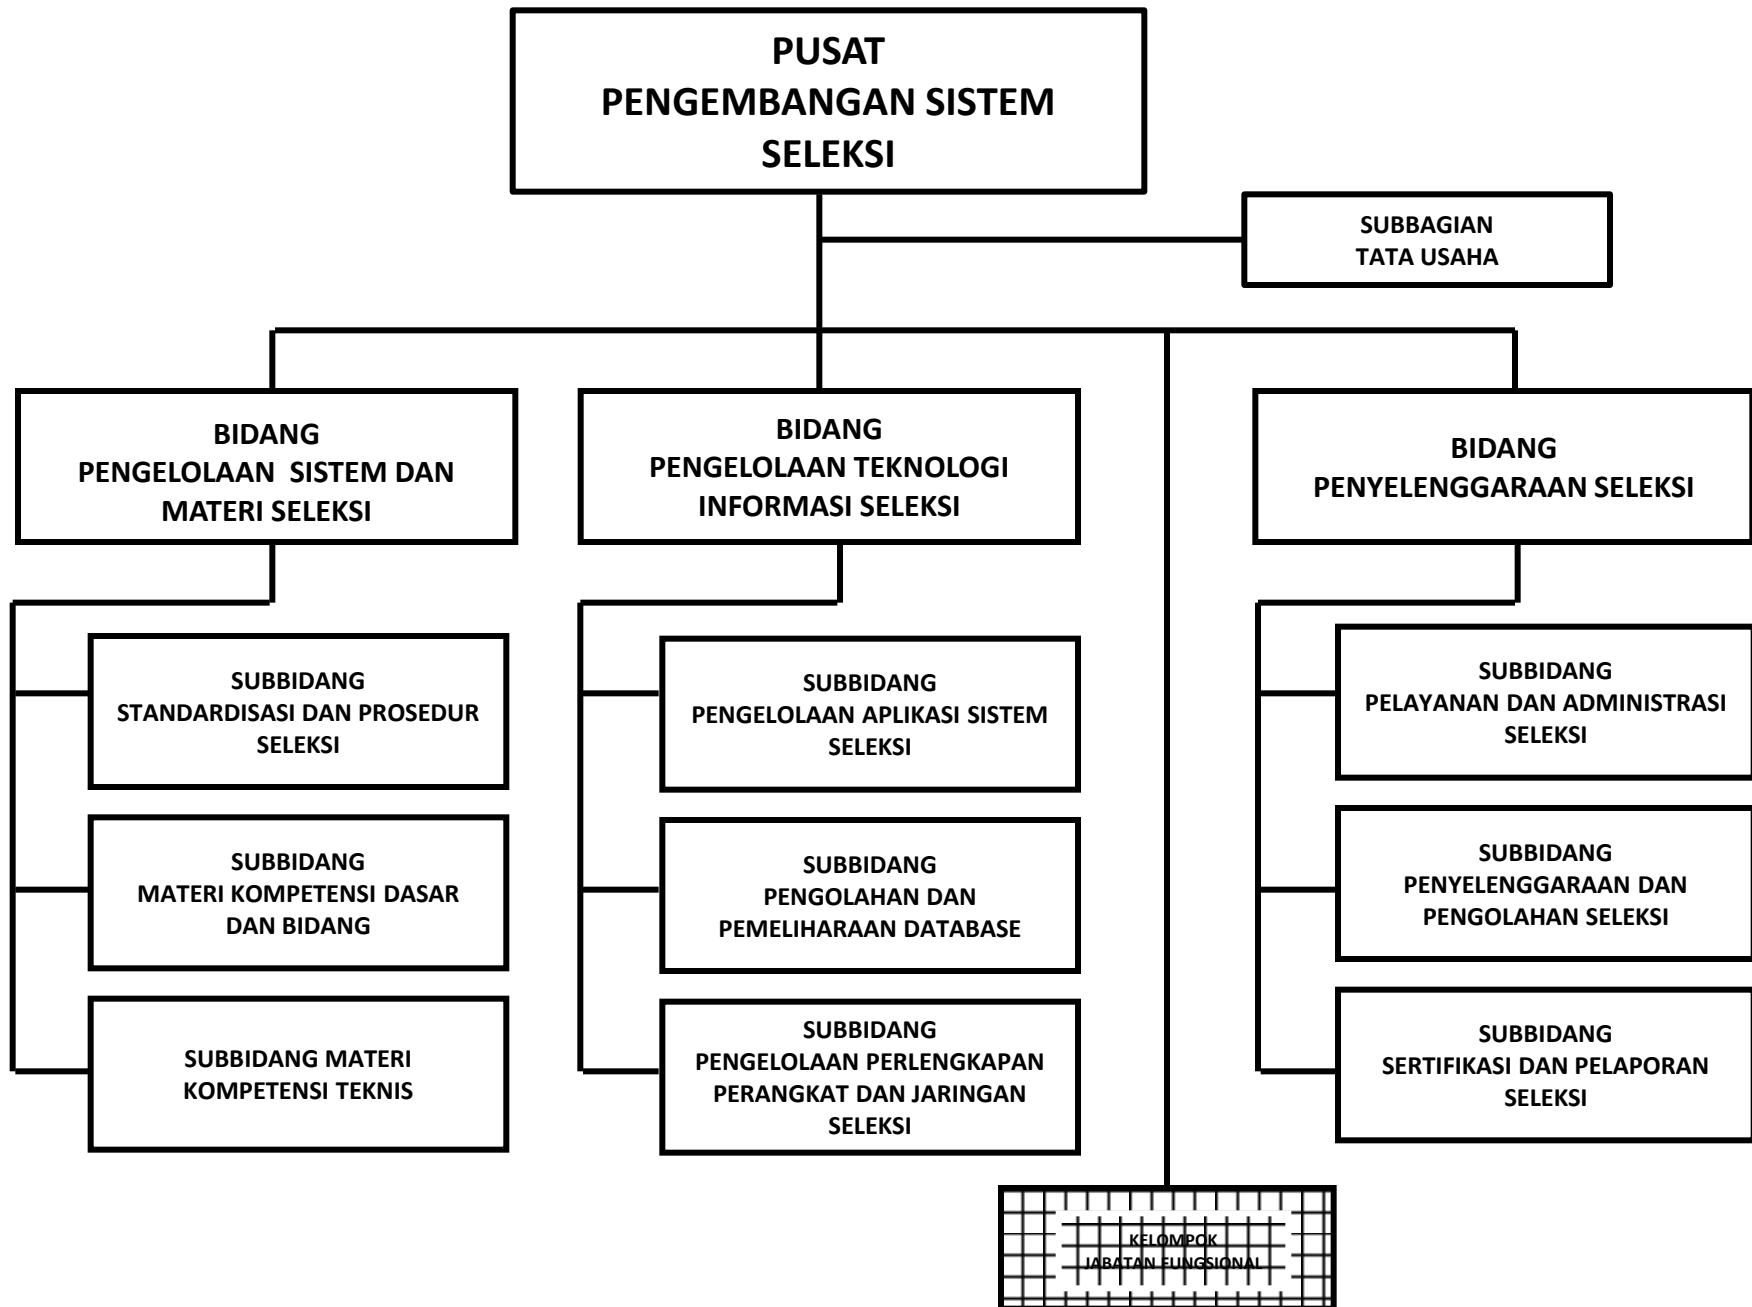 PUSAT
PENGEMBANGAN SISTEM
SELEKSI
SUBBAGIAN
TATA USAHA
BIDANG
PENGELOLAAN SISTEM DAN
MATERI SELEKSI
BIDANG
PENGELOLAAN TEKNOLOGI
INFORMASI SELEKSI
BIDANG
PENYELENGGARAAN SELEKSI
SUBBIDANG
STANDARDISASI DAN PROSEDUR
SELEKSI
SUBBIDANG
MATERI KOMPETENSI DASAR
DAN BIDANG
SUBBIDANG MATERI
KOMPETENSI TEKNIS
SUBBIDANG
PENGELOLAAN APLIKASI SISTEM
SELEKSI
SUBBIDANG
PENGOLAHAN DAN
PEMELIHARAAN DATABASE
SUBBIDANG
PENGELOLAAN PERLENGKAPAN
PERANGKAT DAN JARINGAN
SELEKSI
SUBBIDANG
PELAYANAN DAN ADMINISTRASI
SELEKSI
SUBBIDANG
PENYELENGGARAAN DAN
PENGOLAHAN SELEKSI
SUBBIDANG
SERTIFIKASI DAN PELAPORAN
SELEKSI
KELOMPOK
JABATAN FUNGSIONAL